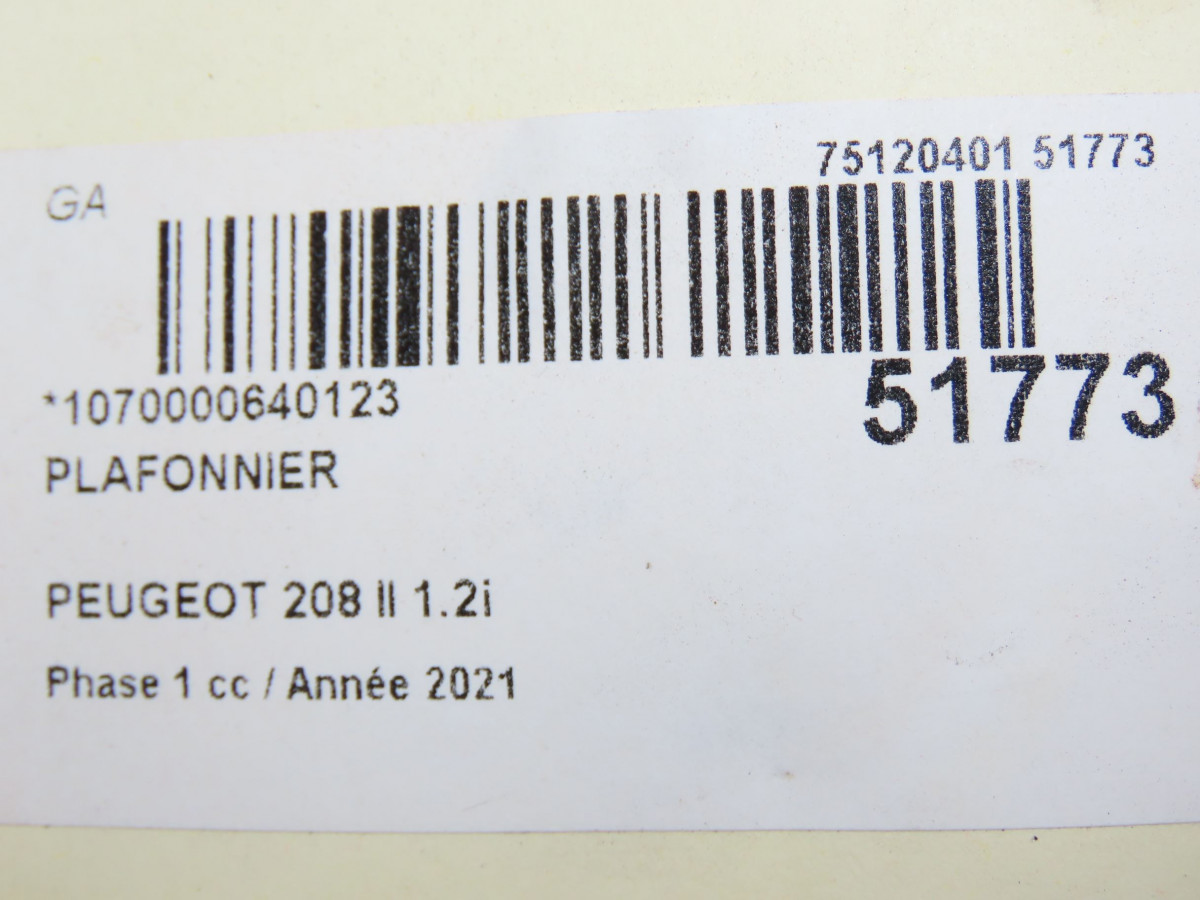 75120401 51773
GA
*1070000640123
51773
PLAFONNIER
PEUGEOT 208 II 1.2i
Phase 1 cc / Année 2021